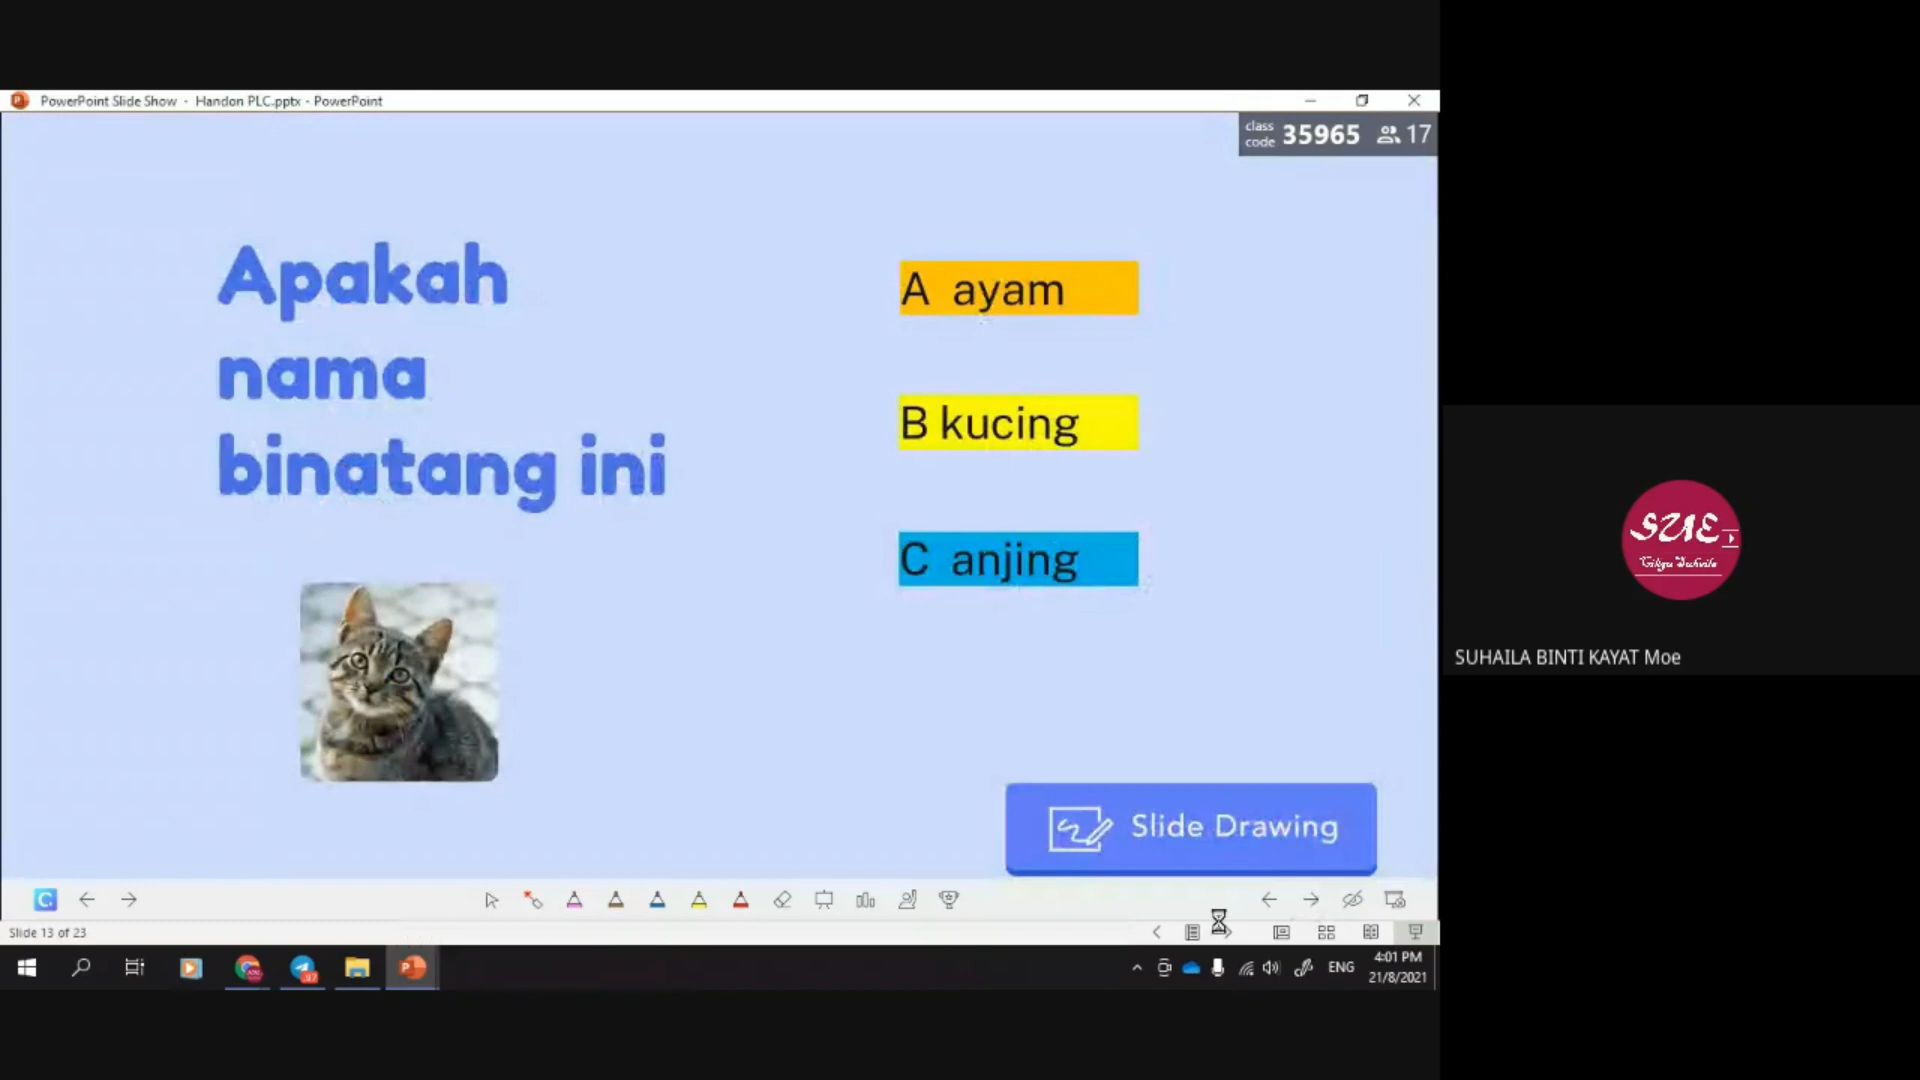 PowerPoint Slide Show - Handon PLC.pptx - PowerPoint
class code 35965 17
Apakah
nama
binatang ini
A ayam
B kucing
C anjing
Slide Drawing
SUHAILA BINTI KAYAT Moe
Slide 13 of 23
ENG
4:01 PM
21/8/2021